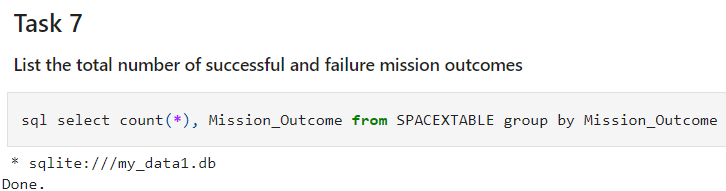 Task 7
List the total number of successful and failure mission outcomes
sql select count(*), Mission_Outcome from SPACEXTABLE group by Mission_Outcome
* sqlite:///my_data1.db
Done.